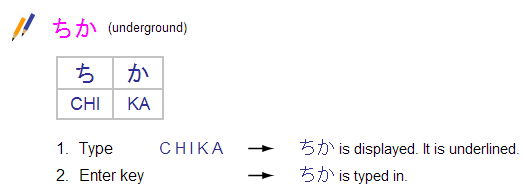 ちか (underground)
ち か
CHI KA
1. Type CHIKA → ちか is displayed. It is underlined.
2. Enter key → ちか is typed in.